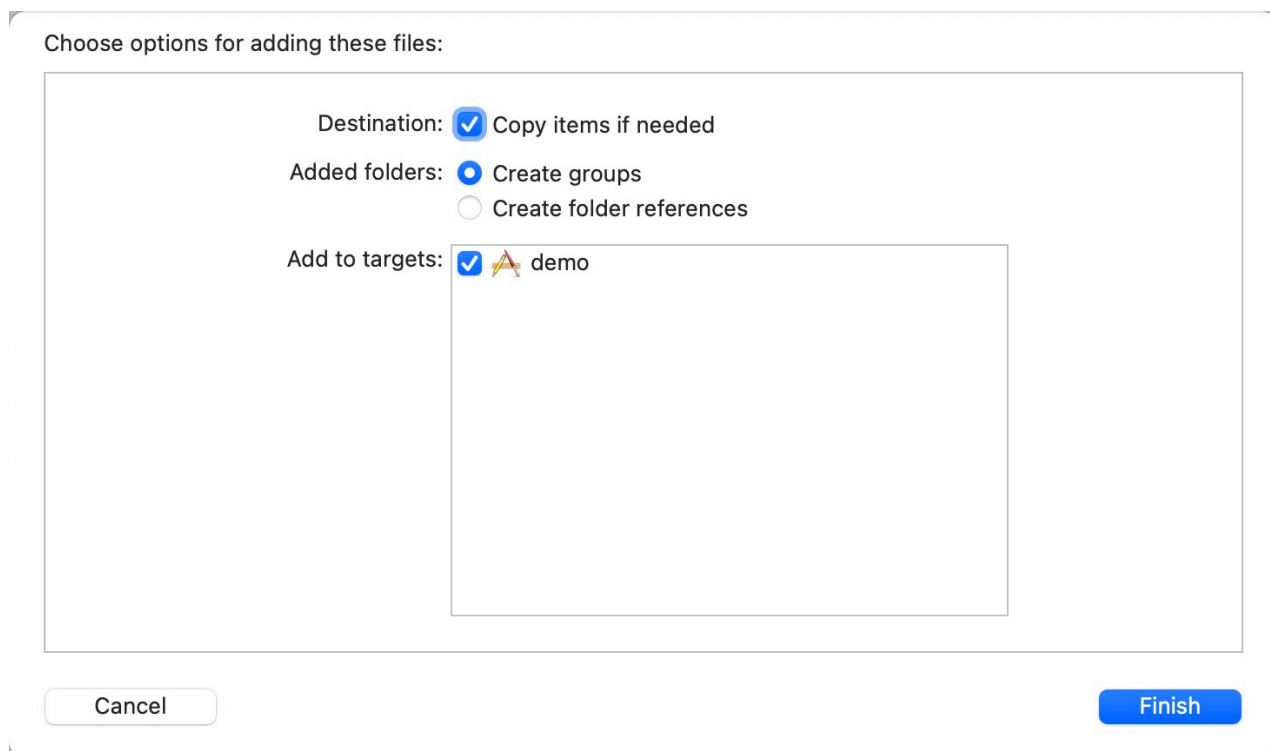 Choose options for adding these files:
Destination: Copy items if needed
Added folders: Create groups
Create folder references
Add to targets: demo
Cancel Finish